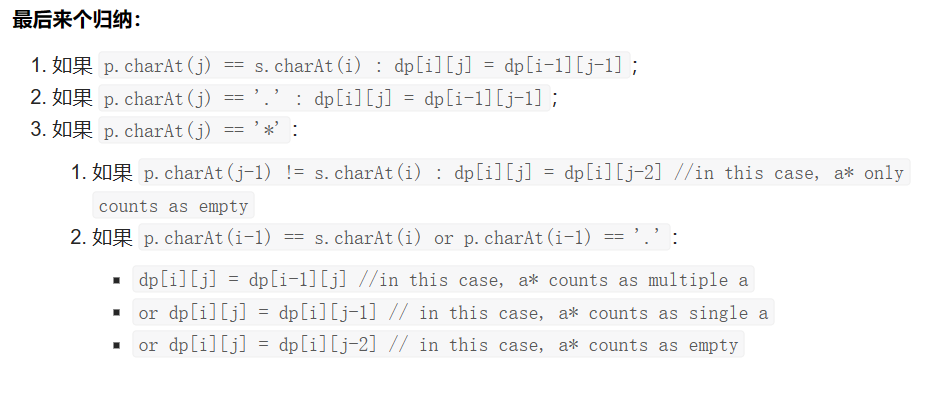 最后来个归纳：
1. 如果 p.charAt(j) == s.charAt(i) : dp[i][j] = dp[i-1][j-1]；
2. 如果 p.charAt(j) == '.' : dp[i][j] = dp[i-1][j-1]；
3. 如果 p.charAt(j) == '*'：
1. 如果 p.charAt(j-1) != s.charAt(i) : dp[i][j] = dp[i][j-2] //in this case, a* only
counts as empty
2. 如果 p.charAt(i-1) == s.charAt(i) or p.charAt(i-1) == '.'：
▪ dp[i][j] = dp[i-1][j] //in this case, a* counts as multiple a
▪ or dp[i][j] = dp[i][j-1] // in this case, a* counts as single a
▪ or dp[i][j] = dp[i][j-2] // in this case, a* counts as empty